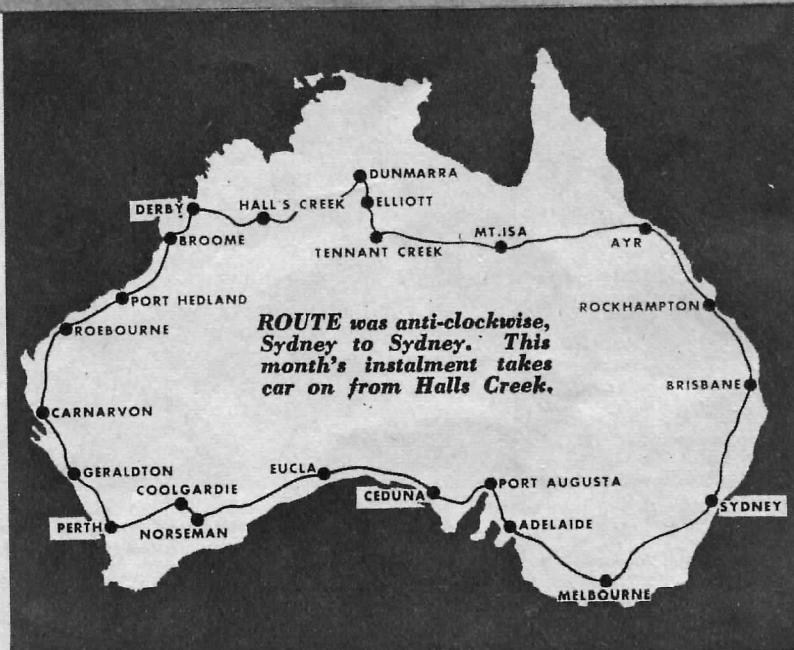 DUNMARRA
HALL'S CREEK
ELLIOTT
DERBY
BROOME
TENNANT CREEK
MT.ISA
AYR
PORT HEDLAND
ROCKHAMPTON
ROEBOURNE
ROUTE was anti-clockwise,
Sydney to Sydney. This
month's instalment takes
car on from Halls Creek.
BRISBANE
CARNARVON
GERALDTON
COOLGARDIE
EUCLA
CEDUNA
PORT AUGUSTA
SYDNEY
PERTH
NORSEMAN
ADELAIDE
MELBOURNE